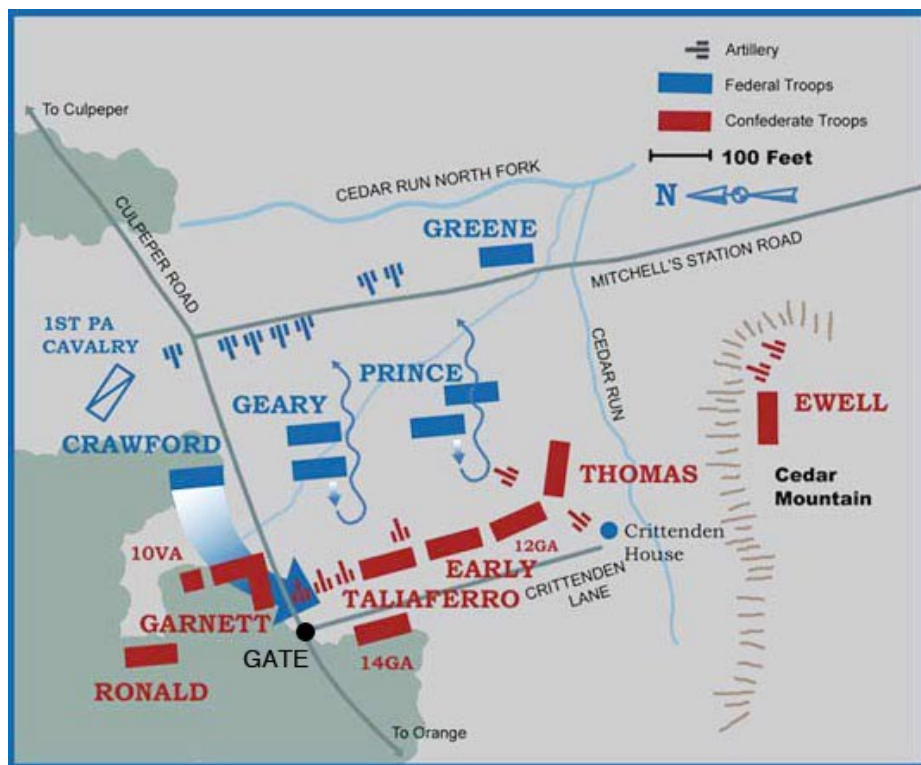 Artillery
Federal Troops
Confederate Troops
100 Feet
N
To Culpeper
CEDAR RUN NORTH FORK
CULPEPER ROAD
GREENE
MITCHELL'S STATION ROAD
1ST PA
CAVALRY
PRINCE
CEDAR RUN
GEARY
EWELL
CRAWFORD
THOMAS
Cedar
Mountain
Crittenden
House
12GA
10VA
EARLY
CRITTENDEN
LANE
TALIAFERRO
GARNETT
GATE
14GA
RONALD
To Orange